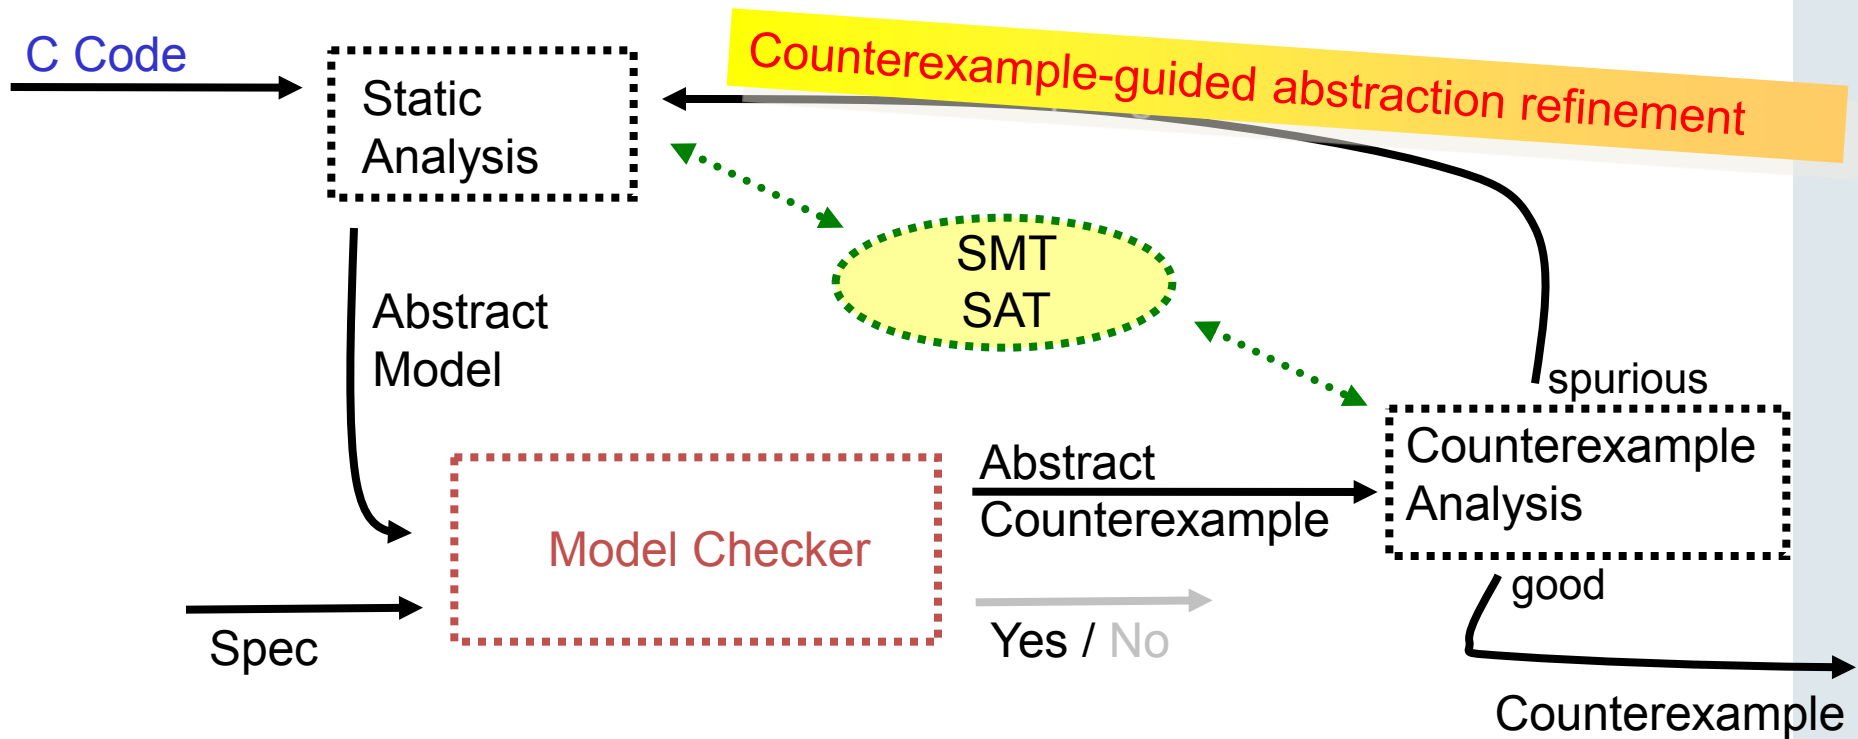 C Code
Counterexample-guided abstraction refinement
Static
Analysis
SMT
SAT
Abstract
Model
spurious
Counterexample
Analysis
Abstract
Counterexample
Model Checker
good
Spec
Yes / No
Counterexample